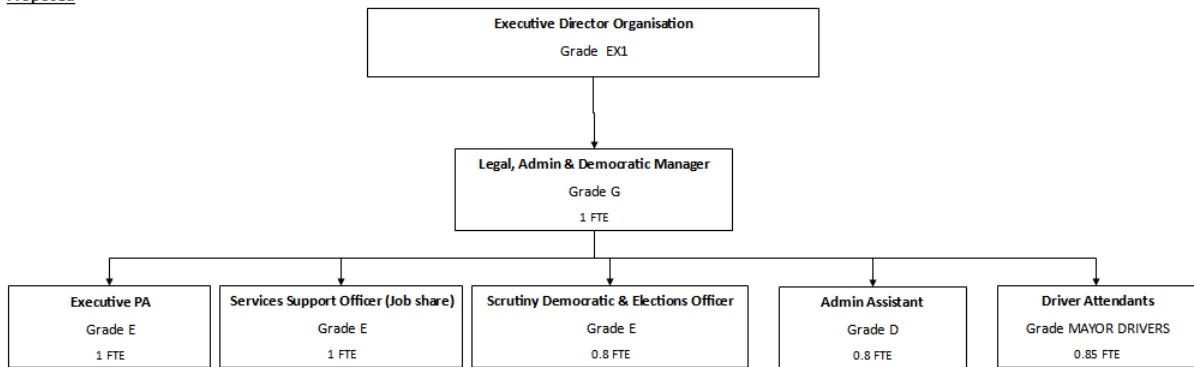 Proposed
Executive Director Organisation
Grade EX1
Legal, Admin & Democratic Manager
Grade G
1 FTE
Executive PA
Grade E
1 FTE
Services Support Officer (Job share)
Grade E
1 FTE
Scrutiny Democratic & Elections Officer
Grade E
0.8 FTE
Admin Assistant
Grade D
0.8 FTE
Driver Attendants
Grade MAYOR DRIVERS
0.85 FTE